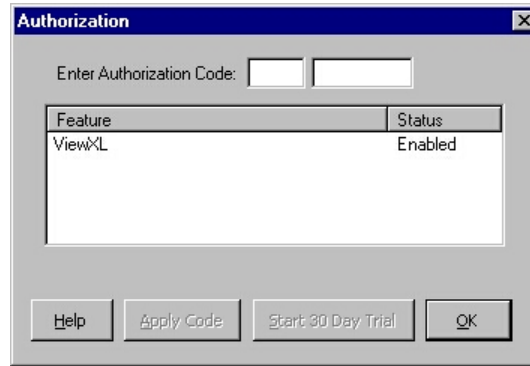 Authorization
Enter Authorization Code:
Feature Status
ViewXL Enabled
Help Apply Code Start 30 Day Trial OK